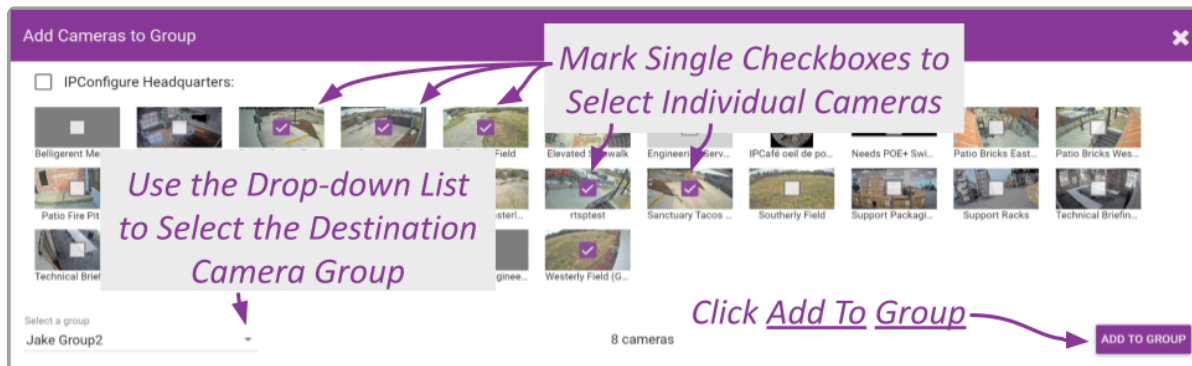 Add Cameras to Group
Mark Single Checkboxes to
Select Individual Cameras
IPConfigure Headquarters:
Belligerent Me
Field
Elevated
walk
Engineering Serv...
IPCafé oeil de po...
Needs POE+ Swi...
Patio Bricks East...
Patio Bricks Wes...
Use the Drop-down List
to Select the Destination
Camera Group
Patio Fire Pit
asterl...
rtsptest
Sanctuary Tacos ...
Southerly Field
Support Packagi...
Support Racks
Technical Briefin...
Technical Brief
ginee...
Westerly Field (G...
Select a group
Jake Group2
8 cameras
Click Add To Group
ADD TO GROUP